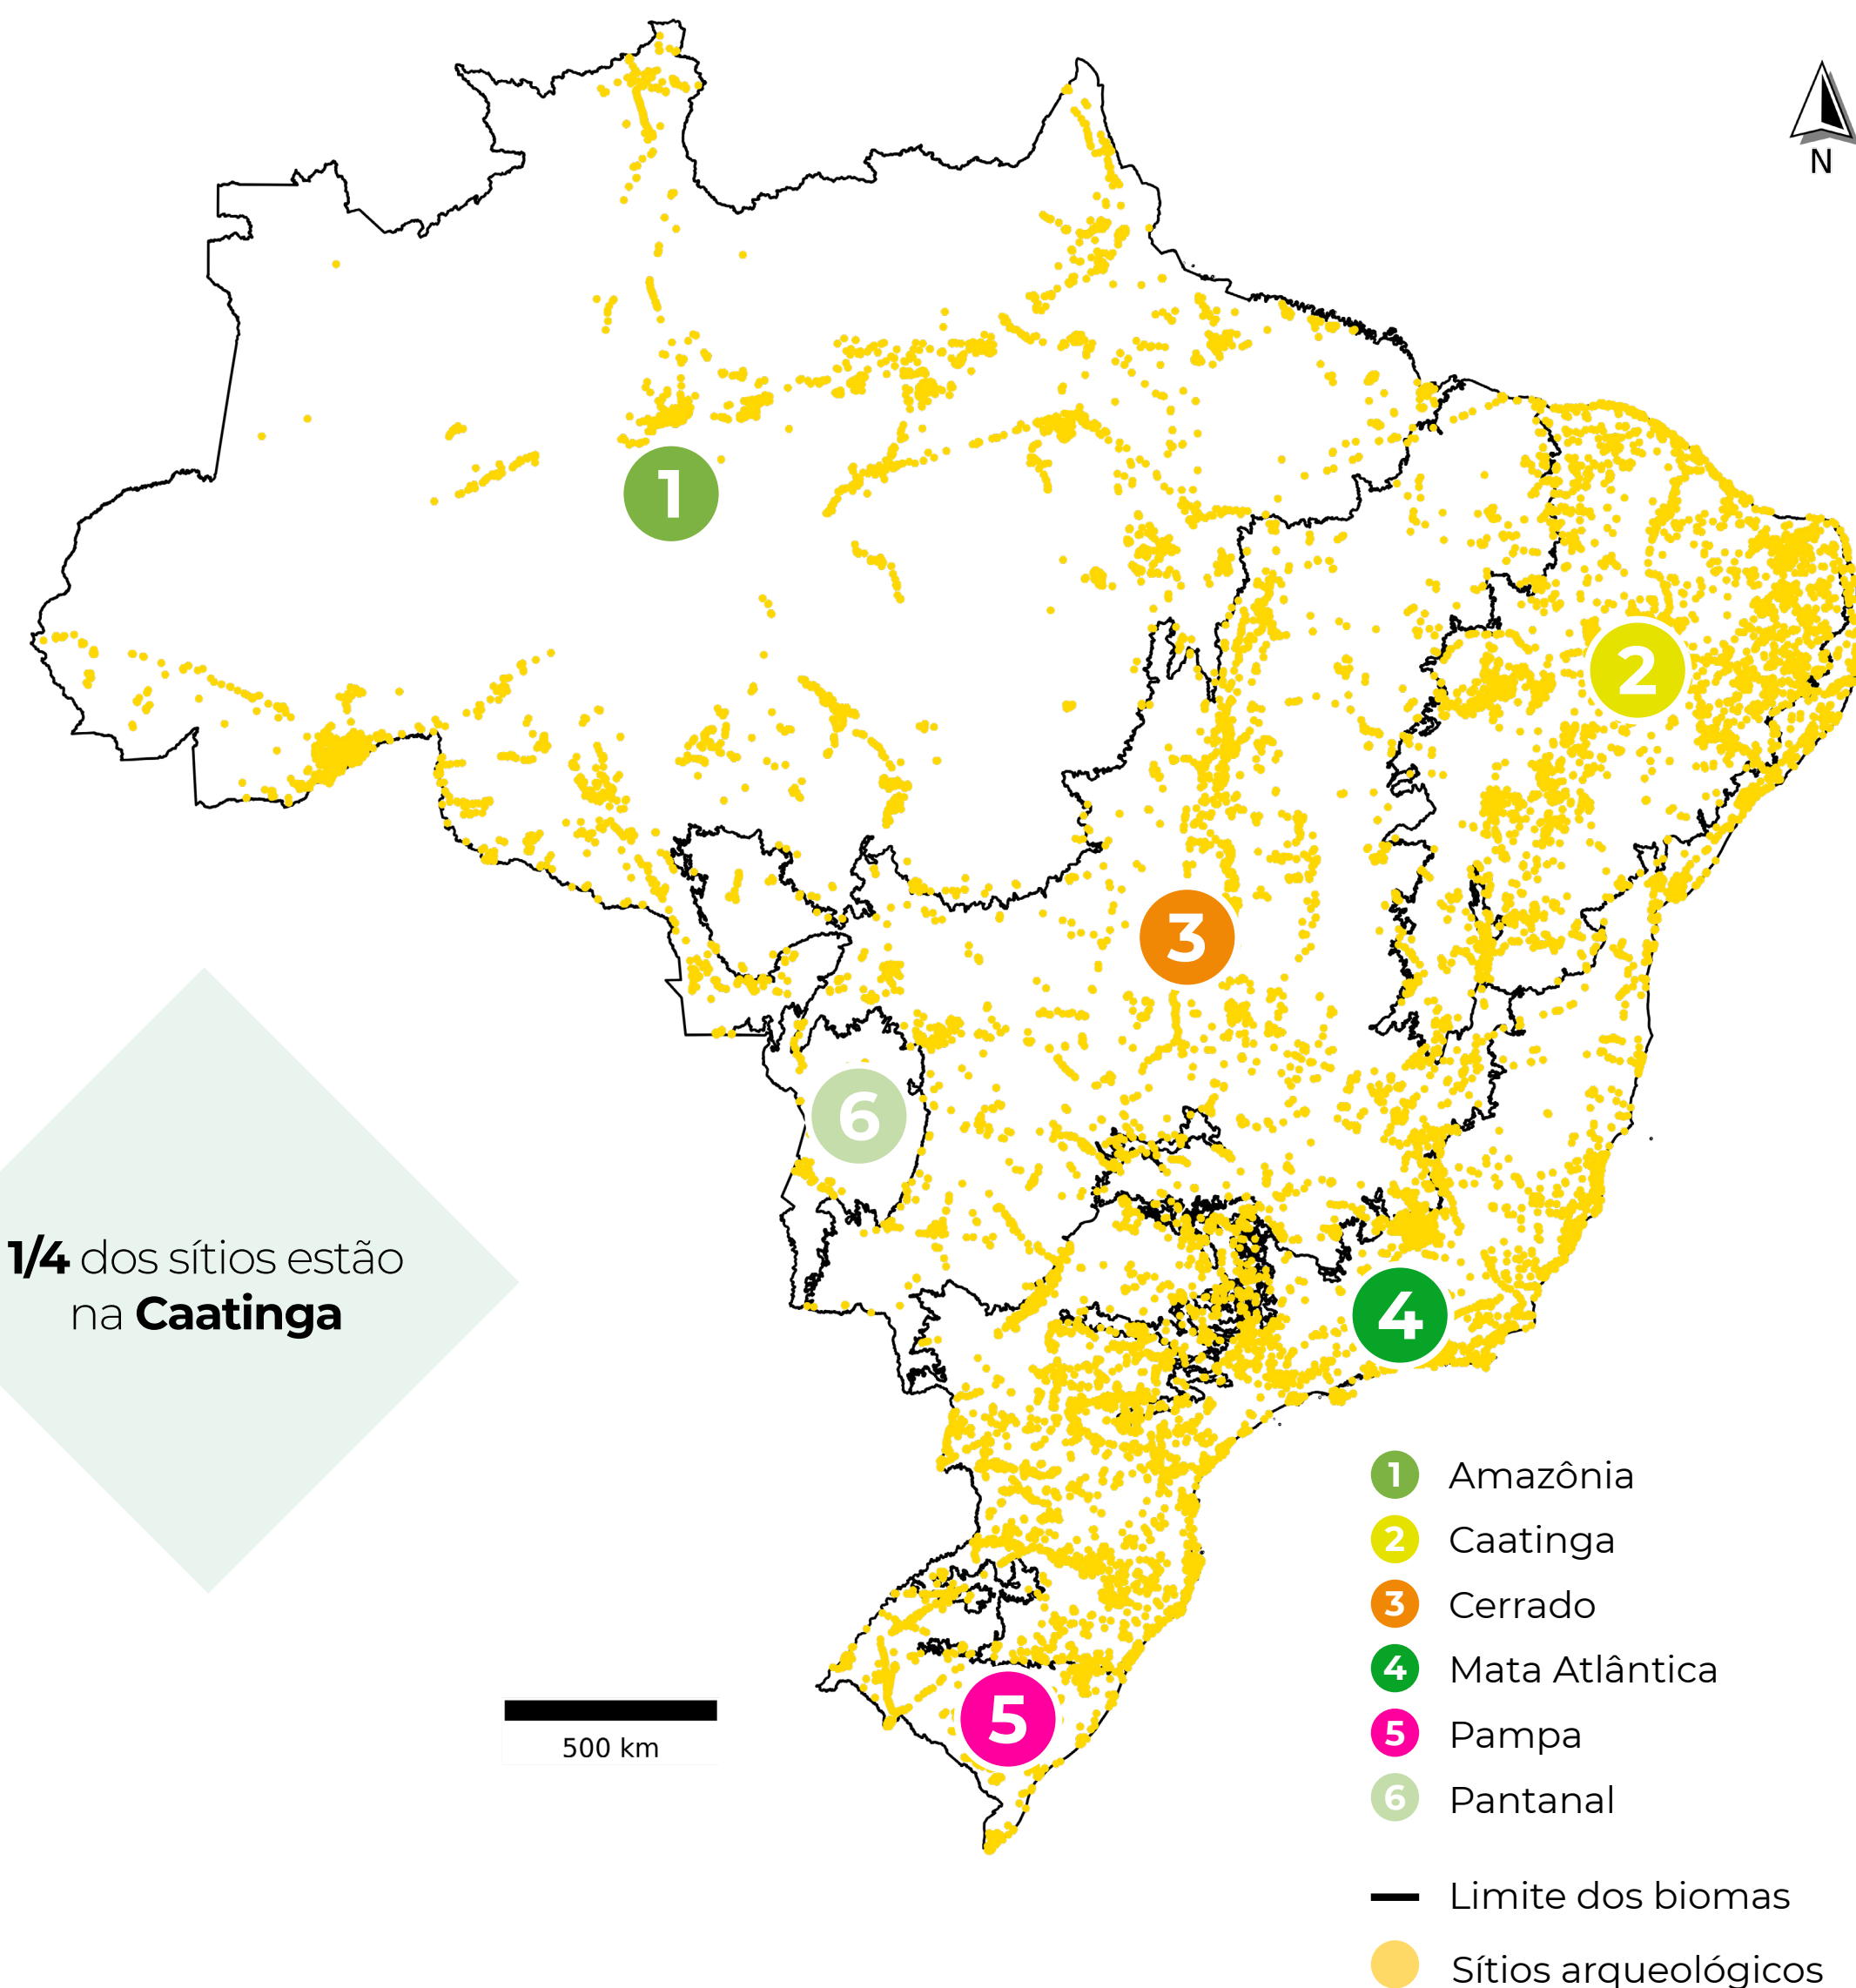 N
1
2
3
6
1/4 dos sítios estão
na Caatinga
4
5
500 km
1 Amazônia
2 Caatinga
3 Cerrado
4 Mata Atlântica
5 Pampa
6 Pantanal
Limite dos biomas
Sítios arqueológicos